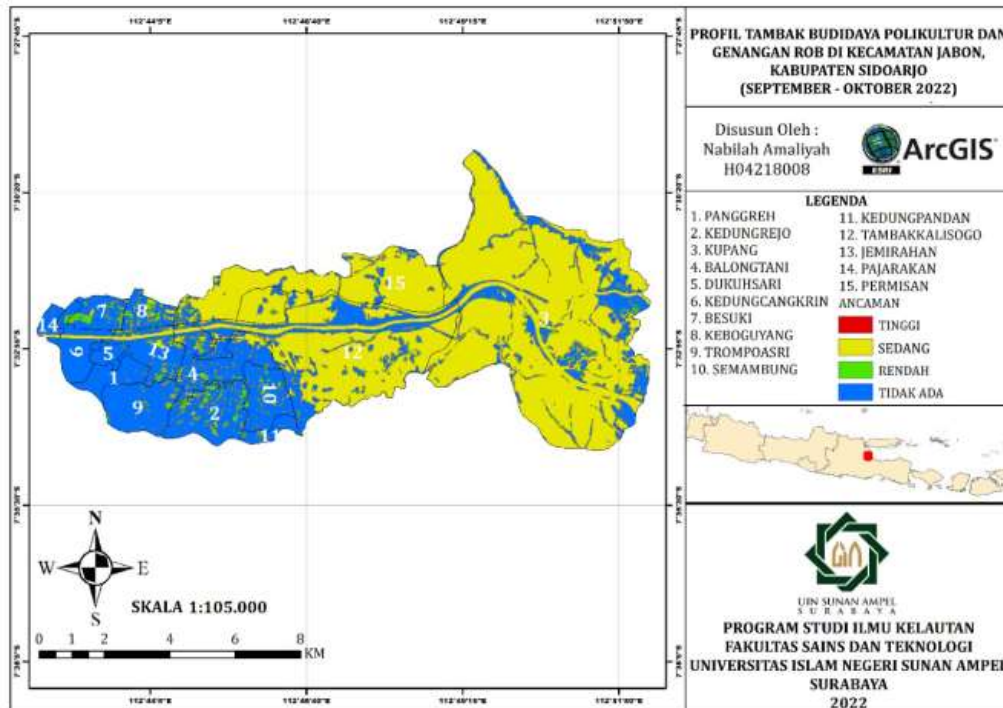 PROFIL TAMBAK BUDIDAYA POLIKULTUR DAN
GENANGAN ROB DI KECAMATAN JABON,
KABUPATEN SIDOARJO
(SEPTEMBER - OKTOBER 2022)
Disusun Oleh :
Nabilah Amaliyah
H04218008
ArcGIS
esri
LEGENDA
1. PANGGREH
2. KEDUNGREJO
3. KUPANG
4. BALONGTANI
5. DUKUHSARI
6. KEDUNGCANGKRIN
7. BESUKI
8. KEBOGUYANG
9. TROMPOASRI
10. SEMAMBUNG
11. KEDUNGPANDAN
12. TAMBAKKALISOGO
13. JEMIRAHAN
14. PAJARAKAN
15. PERMISAN
ANCAMAN
TINGGI
SEDANG
RENDAH
TIDAK ADA
UIN SUNAN AMPEL
SURABAYA
PROGRAM STUDI ILMU KELAUTAN
FAKULTAS SAINS DAN TEKNOLOGI
UNIVERSITAS ISLAM NEGERI SUNAN AMPEL
SURABAYA
2022
15
7
8
14
3
6
5
13
12
1
4
10
9
2
11
N
W
E
S
SKALA 1:105.000
0 1 2 4 6 8
KM